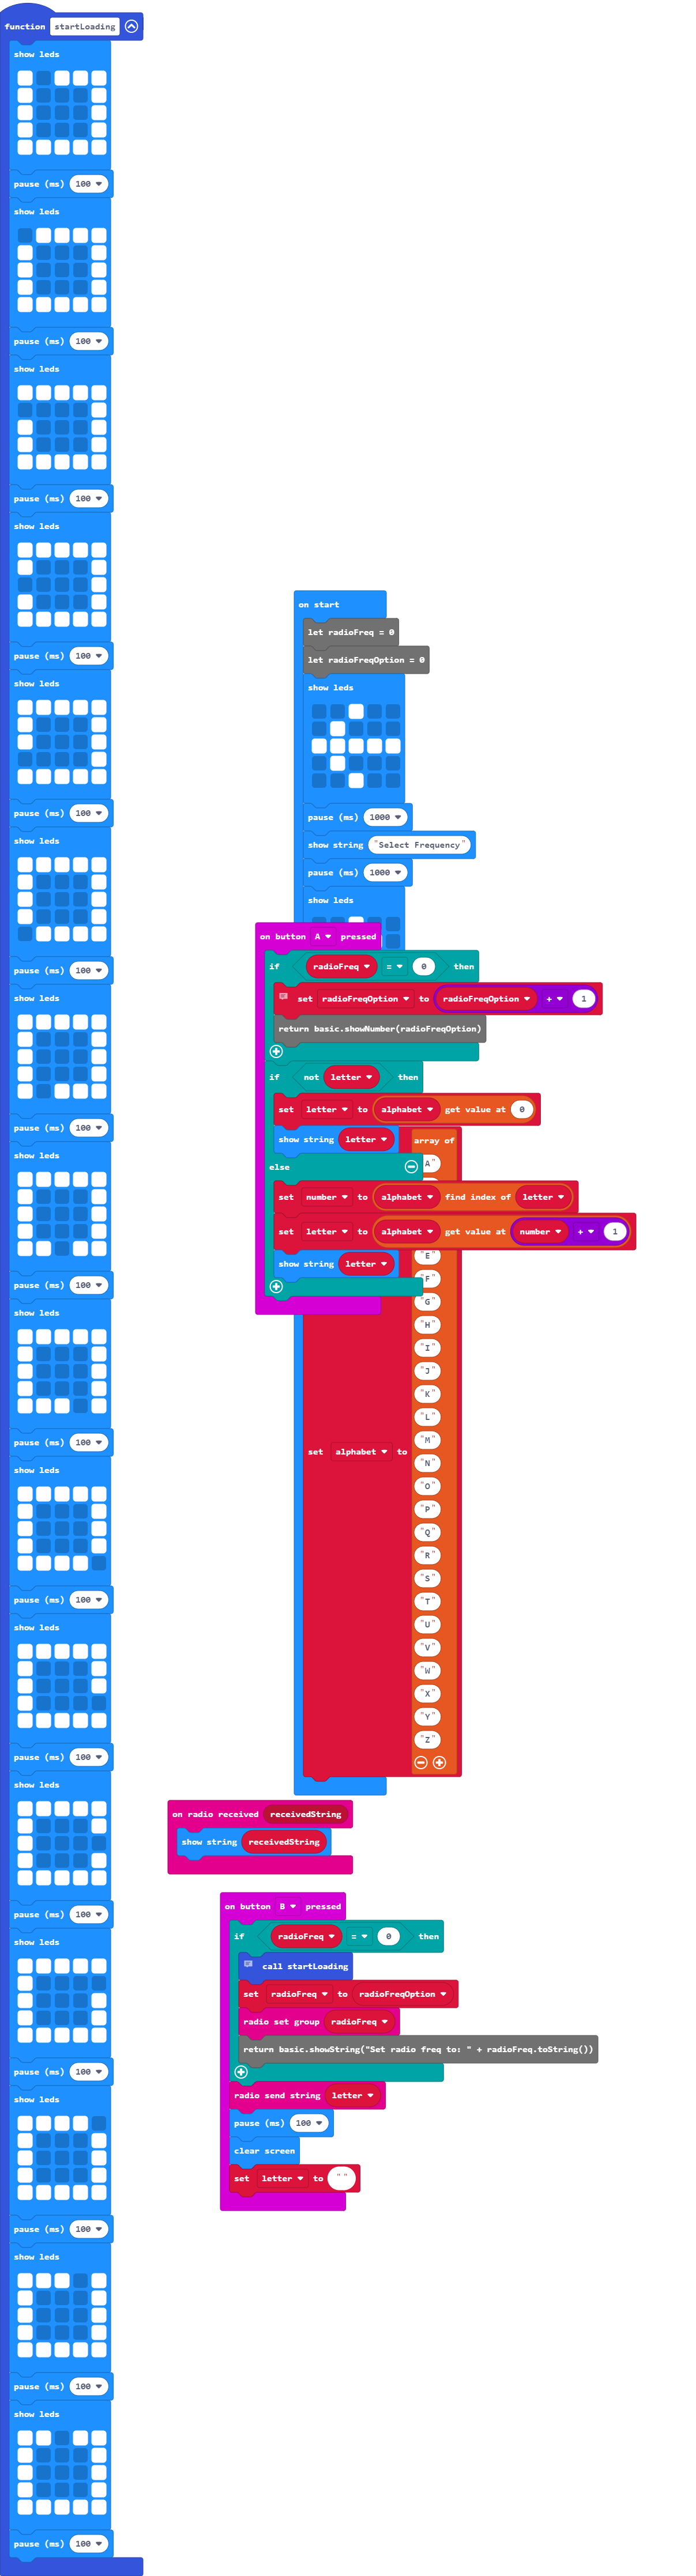 function startLoading
show leds
pause (ms) 100
show leds
pause (ms) 100
show leds
pause (ms) 100
show leds
pause (ms) 100
show leds
pause (ms) 100
show leds
pause (ms) 100
show leds
pause (ms) 100
show leds
pause (ms) 100
show leds
pause (ms) 100
show leds
pause (ms) 100
show leds
pause (ms) 100
show leds
pause (ms) 100
show leds
pause (ms) 100
show leds
pause (ms) 100
show leds
pause (ms) 100
show leds
pause (ms) 100
on start
let radioFreq = 0
let radioFreqOption = 0
show leds
pause (ms) 1000
show string "Select Frequency"
pause (ms) 1000
show leds
on button A pressed
if radioFreq = 0 then
set radioFreqOption to radioFreqOption + 1
return basic.showNumber(radioFreqOption)
if not letter then
set letter to alphabet get value at 0
show string letter
else
set number to alphabet find index of letter
set letter to alphabet get value at number + 1
show string letter
set alphabet to
array of
A"
"E"
"F"
"G"
"H"
"I"
"J"
"K"
"L"
"M"
"N"
"O"
"P"
"Q"
"R"
"S"
"T"
"U"
"V"
"W"
"X"
"Y"
"Z"
on radio received receivedString
show string receivedString
on button B pressed
if radioFreq = 0 then
call startLoading
set radioFreq to radioFreqOption
radio set group radioFreq
return basic.showString("Set radio freq to: " + radioFreq.toString())
radio send string letter
pause (ms) 100
clear screen
set letter to ""